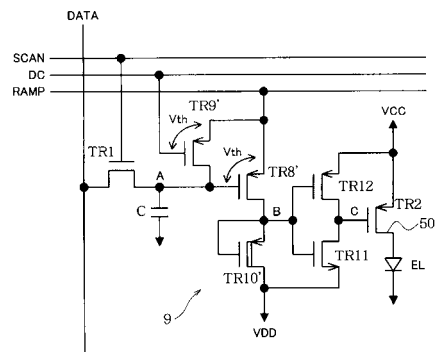 DATA
SCAN
DC
RAMP
TR9'
VCC
Vth
TR1
A
Vth
TR8'
TR12
TR2
C
B
C
50
TR11
EL
TR10'
9
VDD